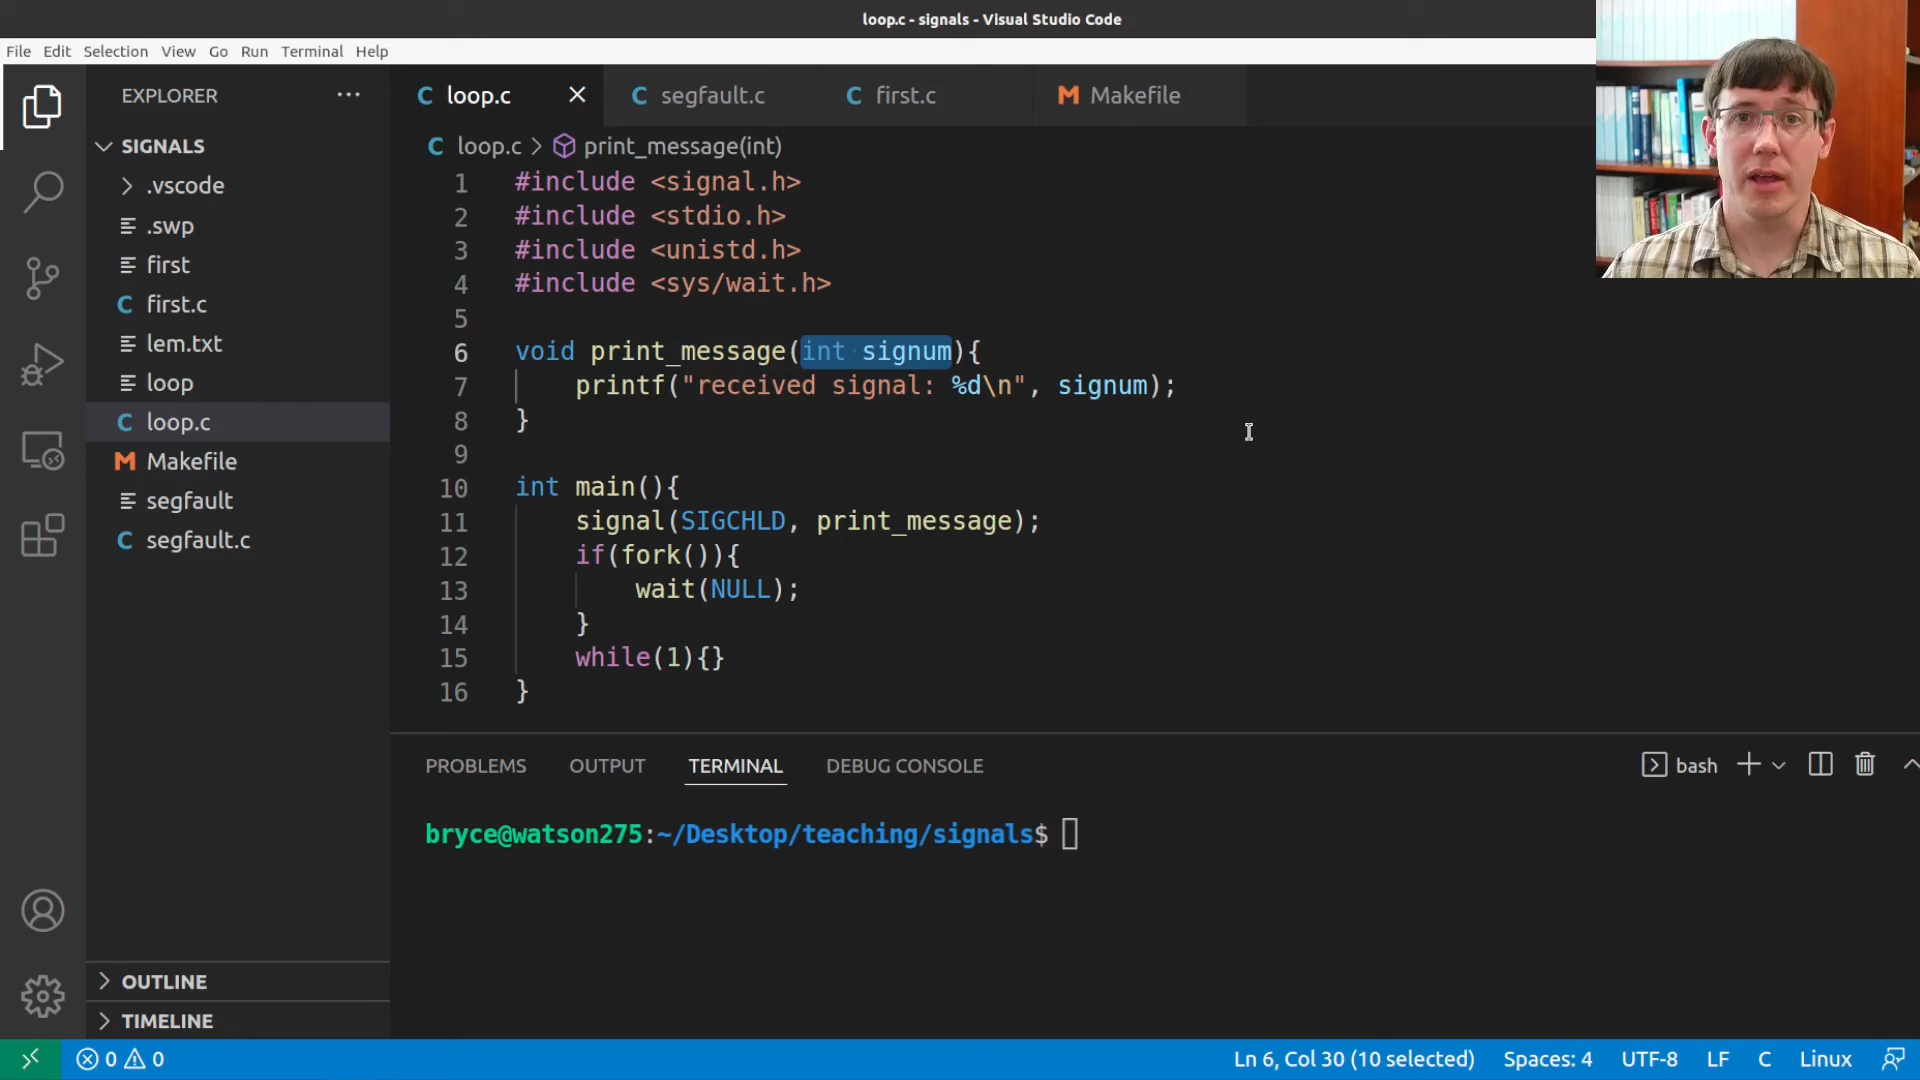 loop.c - signals - Visual Studio Code
File Edit Selection View Go Run Terminal Help
EXPLORER ...
SIGNALS
.vscode
.swp
first
first.c
lem.txt
loop
loop.c
Makefile
segfault
segfault.c
OUTLINE
TIMELINE
C loop.c C segfault.c C first.c M Makefile
C loop.c > print_message(int)
1 #include <signal.h>
2 #include <stdio.h>
3 #include <unistd.h>
4 #include <sys/wait.h>
5
6 void print_message(int signum){
7 printf("received signal: %d\n", signum);
8 }
9
10 int main(){
11 signal(SIGCHLD, print_message);
12 if(fork()){
13 wait(NULL);
14 }
15 while(1){}
16 }
PROBLEMS OUTPUT TERMINAL DEBUG CONSOLE bash
bryce@watson275:~/Desktop/teaching/signals$
0 0 Ln 6, Col 30 (10 selected) Spaces: 4 UTF-8 LF C Linux